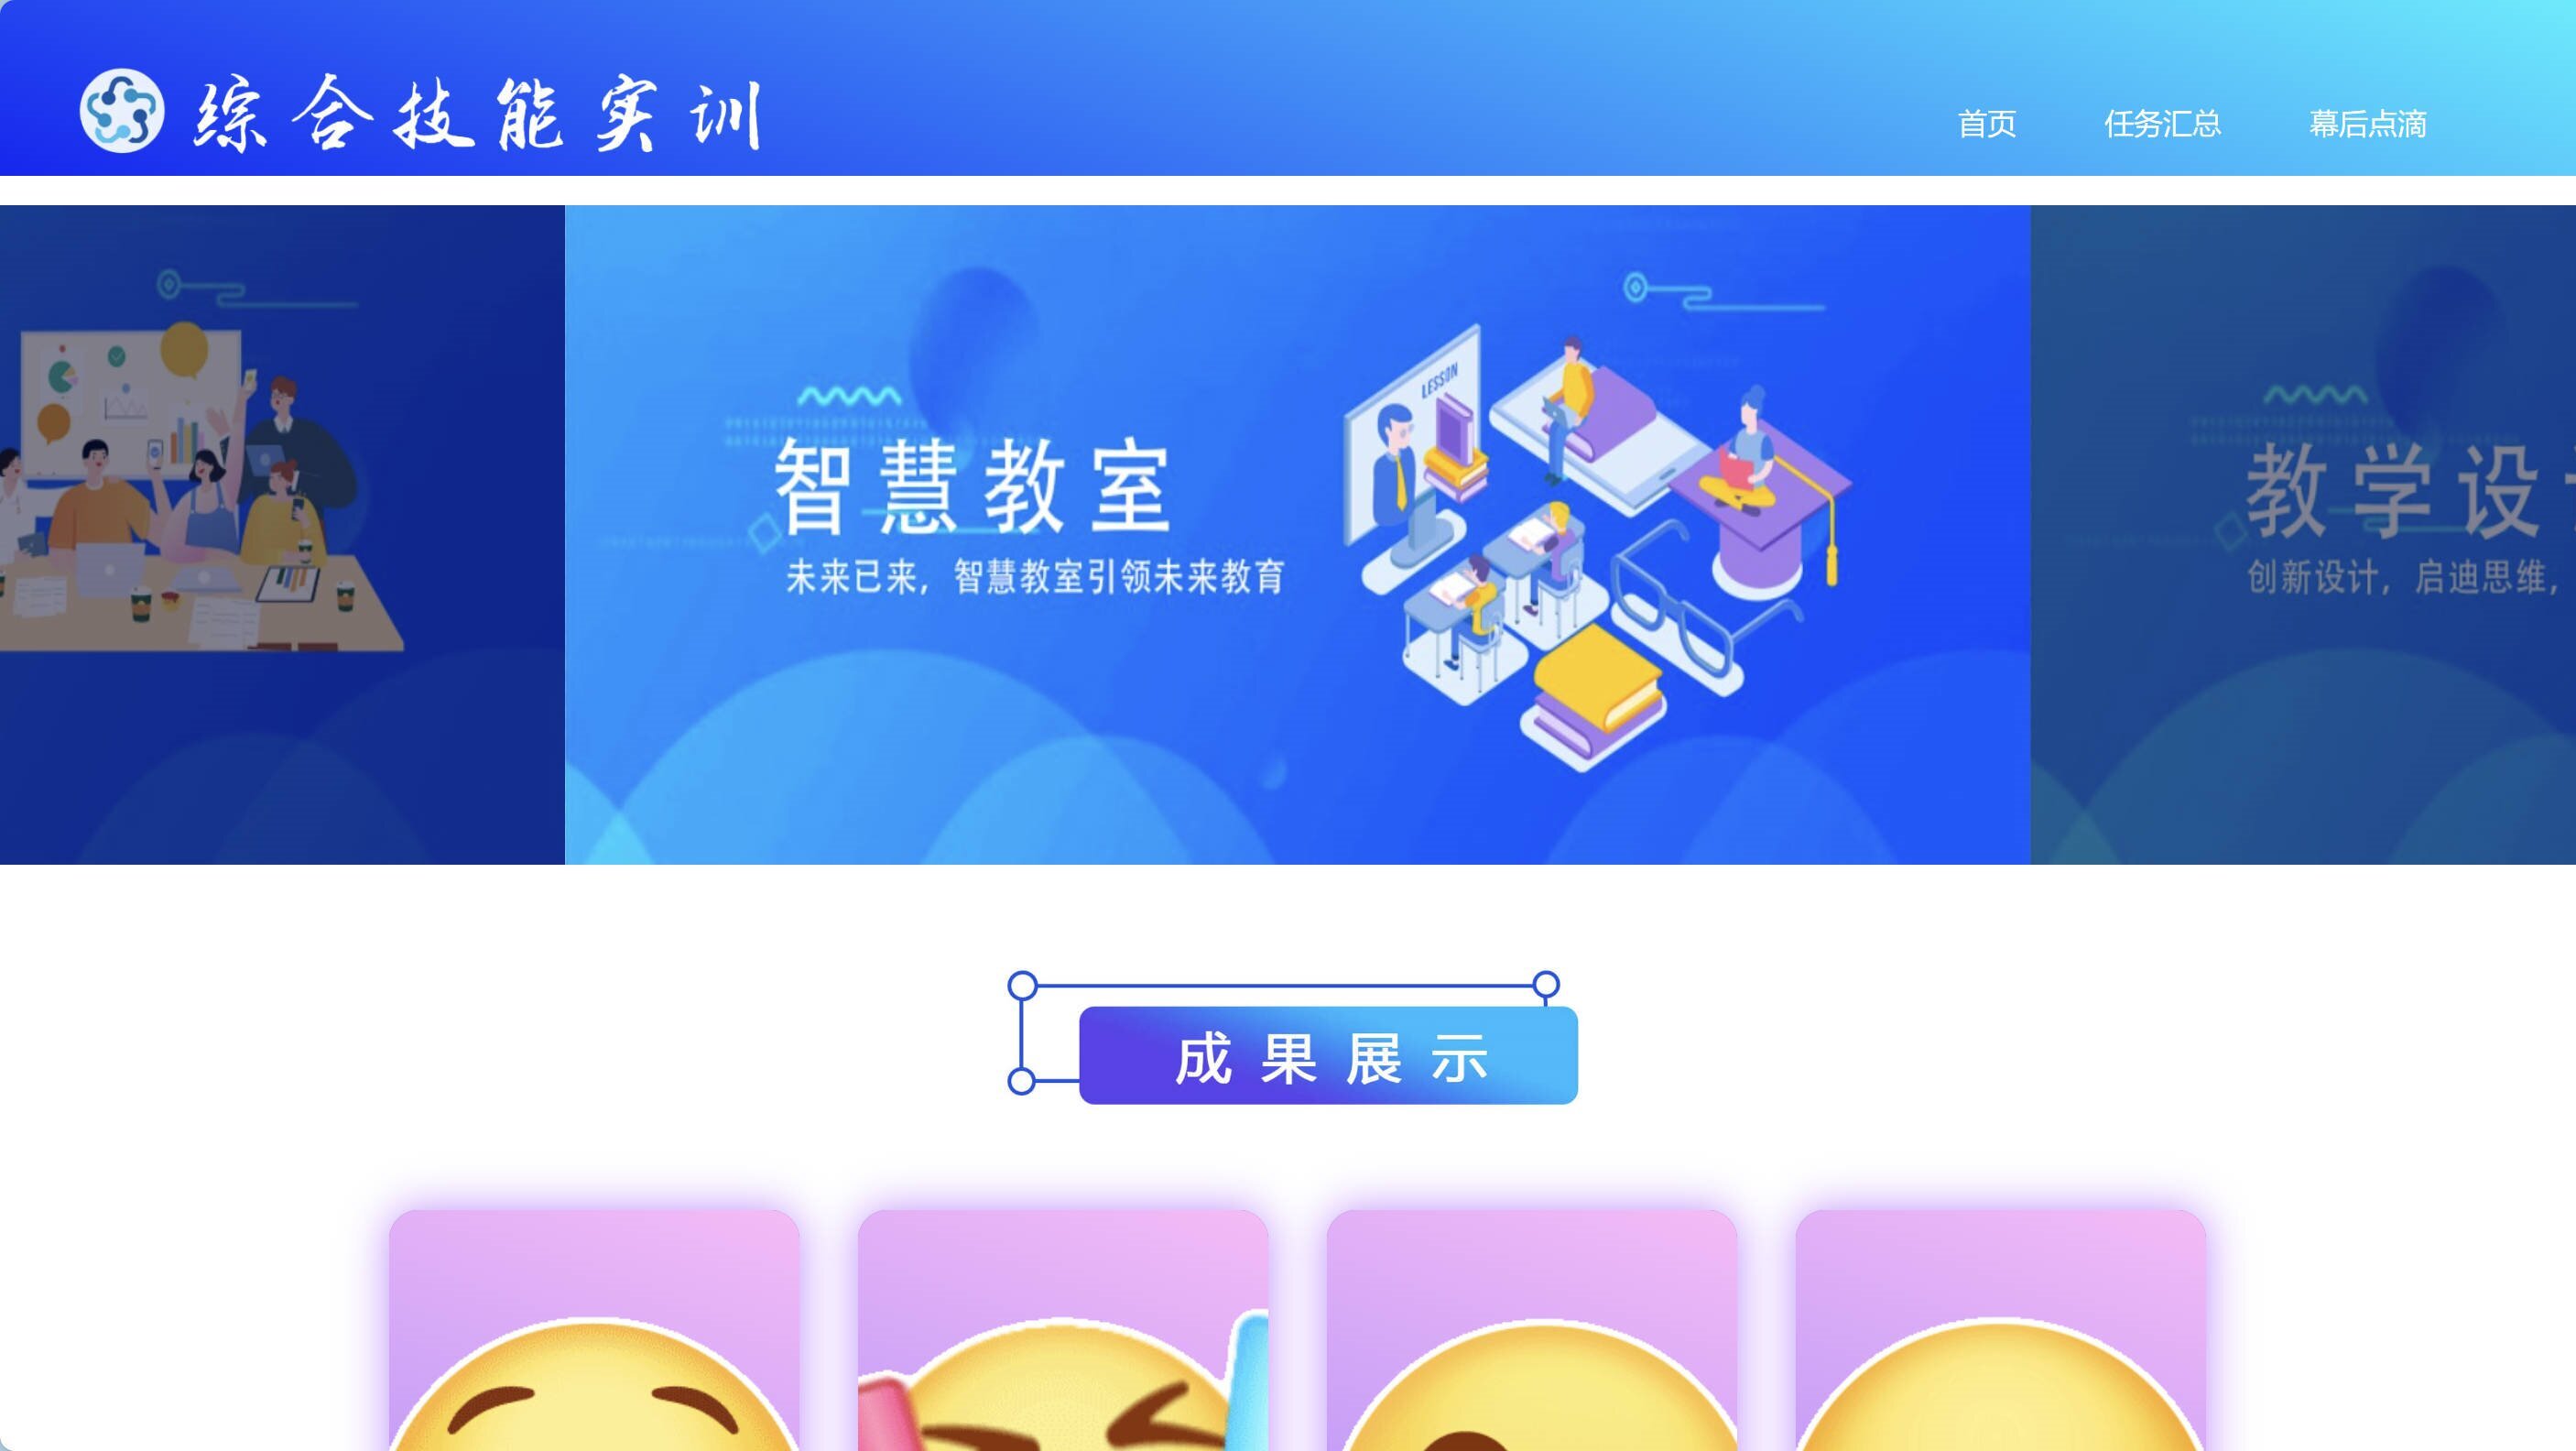 综合技能实训
首页 任务汇总 幕后点滴
LESSON
智慧教室
未来已来，智慧教室引领未来教育
教学设
创新设计，启迪思维，
成果展示